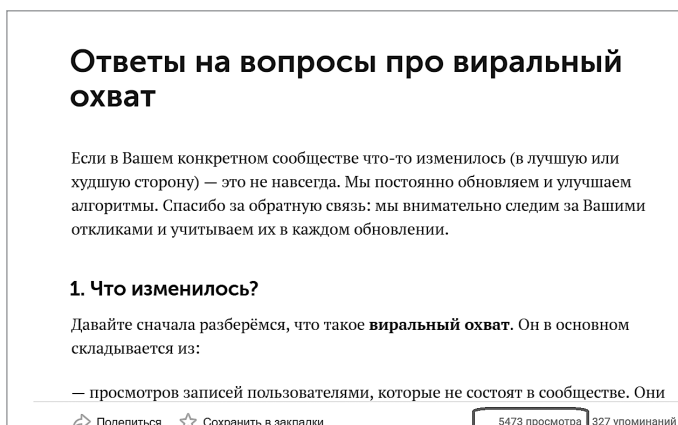 Ответы на вопросы про виральный
охват
Если в Вашем конкретном сообществе что-то изменилось (в лучшую или
худшую сторону) — это не навсегда. Мы постоянно обновляем и улучшаем
алгоритмы. Спасибо за обратную связь: мы внимательно следим за Вашими
откликами и учитываем их в каждом обновлении.
1. Что изменилось?
Давайте сначала разберёмся, что такое виральный охват. Он в основном
складывается из:
— просмотров записей пользователями, которые не состоят в сообществе. Они
Поделиться Сохранить в закладки 5473 просмотра 327 упоминаний